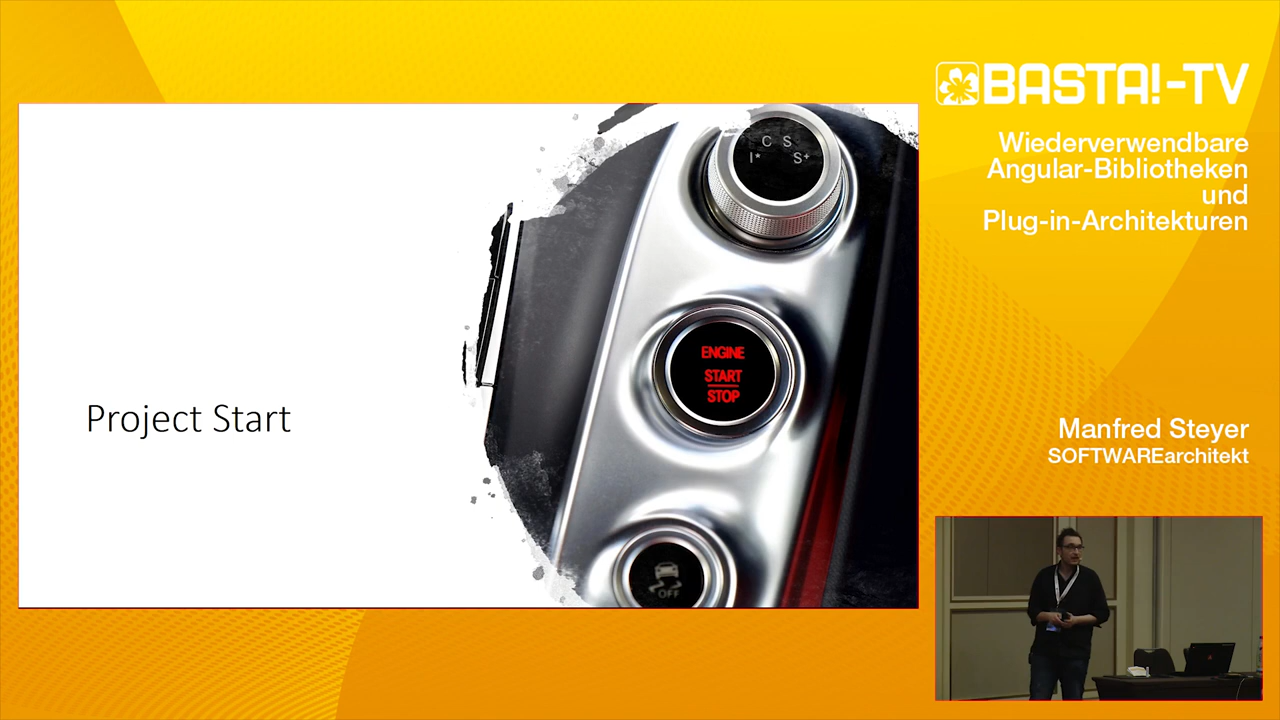 BASTA!-TV
Wiederverwendbare
Angular-Bibliotheken
und
Plug-in-Architekturen
Project Start
C S
I* S+
ENGINE
START
STOP
OFF
Manfred Steyer
SOFTWAREarchitekt